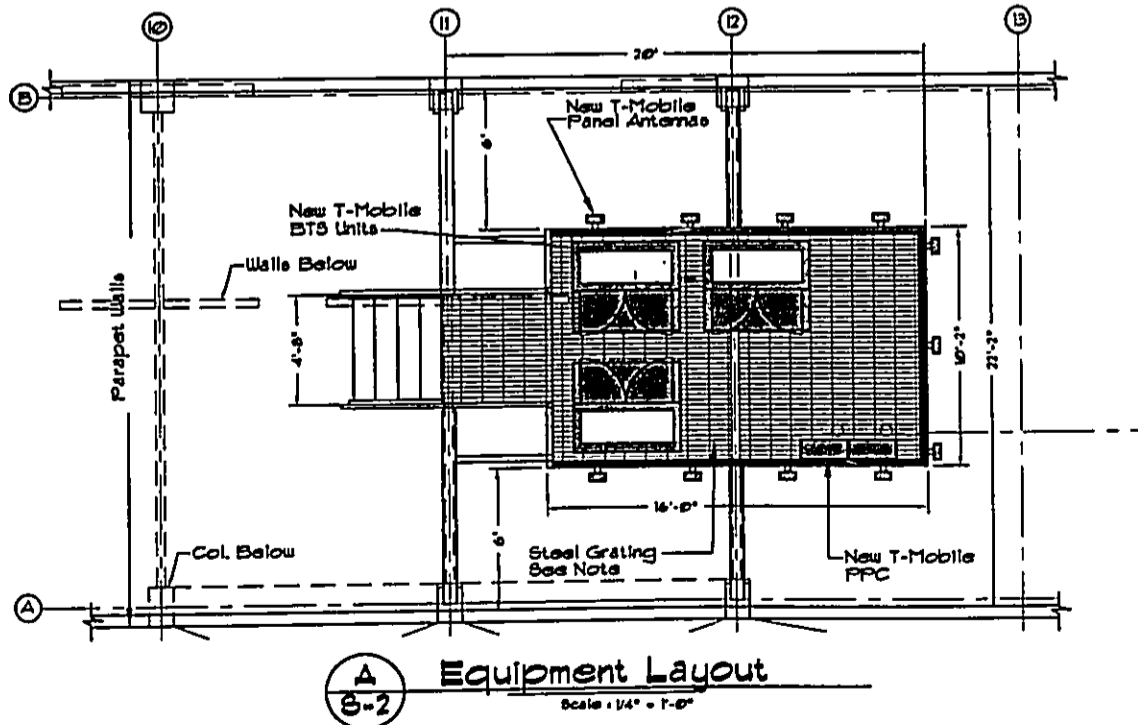 10
11
12
13
20'
B
New T-Mobile
Panel Antennas
6'
New T-Mobile
BTS Units
Walls Below
Parapet Walls
4'-8"
10'-2"
22'-2"
16'-0"
6'
Col. Below
Steel Grating
See Note
New T-Mobile
PPC
A
A
S-2
Equipment Layout
Scale : 1/4" = 1'-0"